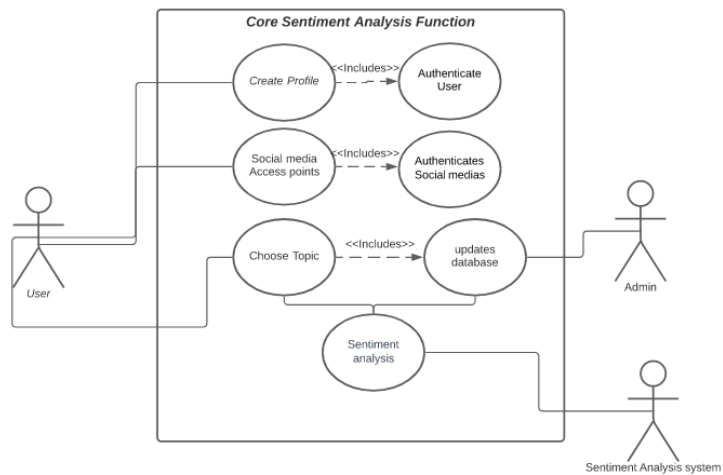 Core Sentiment Analysis Function
<<Includes>>
Create Profile
Authenticate
User
<<Includes>>
Social media
Access points
Authenticates
Social medias
<<Includes>>
Choose Topic
updates
database
User
Admin
Sentiment
analysis
Sentiment Analysis system